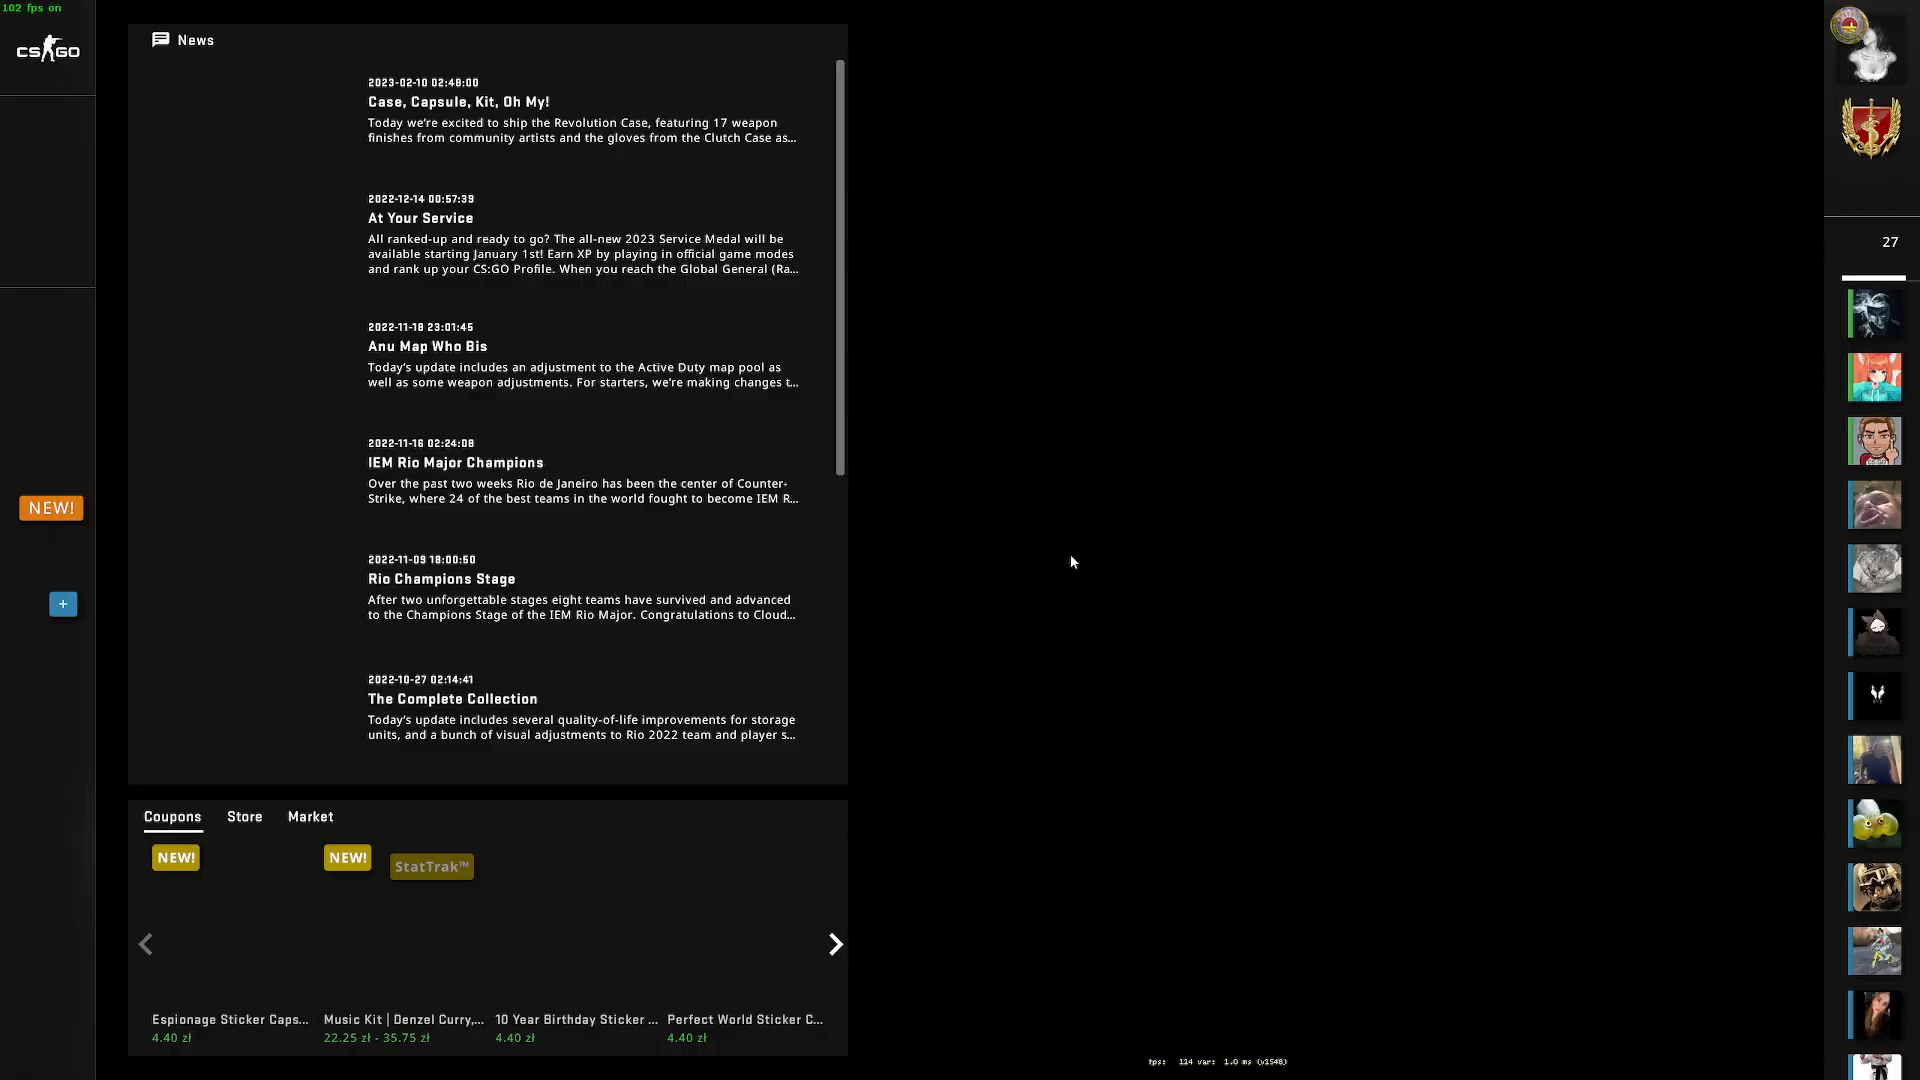 102 fps on
CS GO
News
2023-02-10 02:48:00
Case, Capsule, Kit, Oh My!
Today we're excited to ship the Revolution Case, featuring 17 weapon
finishes from community artists and the gloves from the Clutch Case as...
2022-12-14 00:57:39
At Your Service
All ranked-up and ready to go? The all-new 2023 Service Medal will be
available starting January 1st! Earn XP by playing in official game modes
and rank up your CS:GO Profile. When you reach the Global General (Ra...
2022-11-18 23:01:45
Anu Map Who Bis
Today's update includes an adjustment to the Active Duty map pool as
well as some weapon adjustments. For starters, we're making changes t...
2022-11-16 02:24:08
IEM Rio Major Champions
Over the past two weeks Rio de Janeiro has been the center of Counter-
Strike, where 24 of the best teams in the world fought to become IEM R...
2022-11-09 18:00:50
Rio Champions Stage
After two unforgettable stages eight teams have survived and advanced
to the Champions Stage of the IEM Rio Major. Congratulations to Cloud...
2022-10-27 02:14:41
The Complete Collection
Today's update includes several quality-of-life improvements for storage
units, and a bunch of visual adjustments to Rio 2022 team and player s...
NEW!
+
27
Coupons Store Market
NEW! NEW! StatTrak™
Espionage Sticker Caps... Music Kit | Denzel Curry,... 10 Year Birthday Sticker ... Perfect World Sticker C...
4.40 zł 22.25 zł - 35.75 zł 4.40 zł 4.40 zł
fps: 114 var: 1.0 ms (v1548)